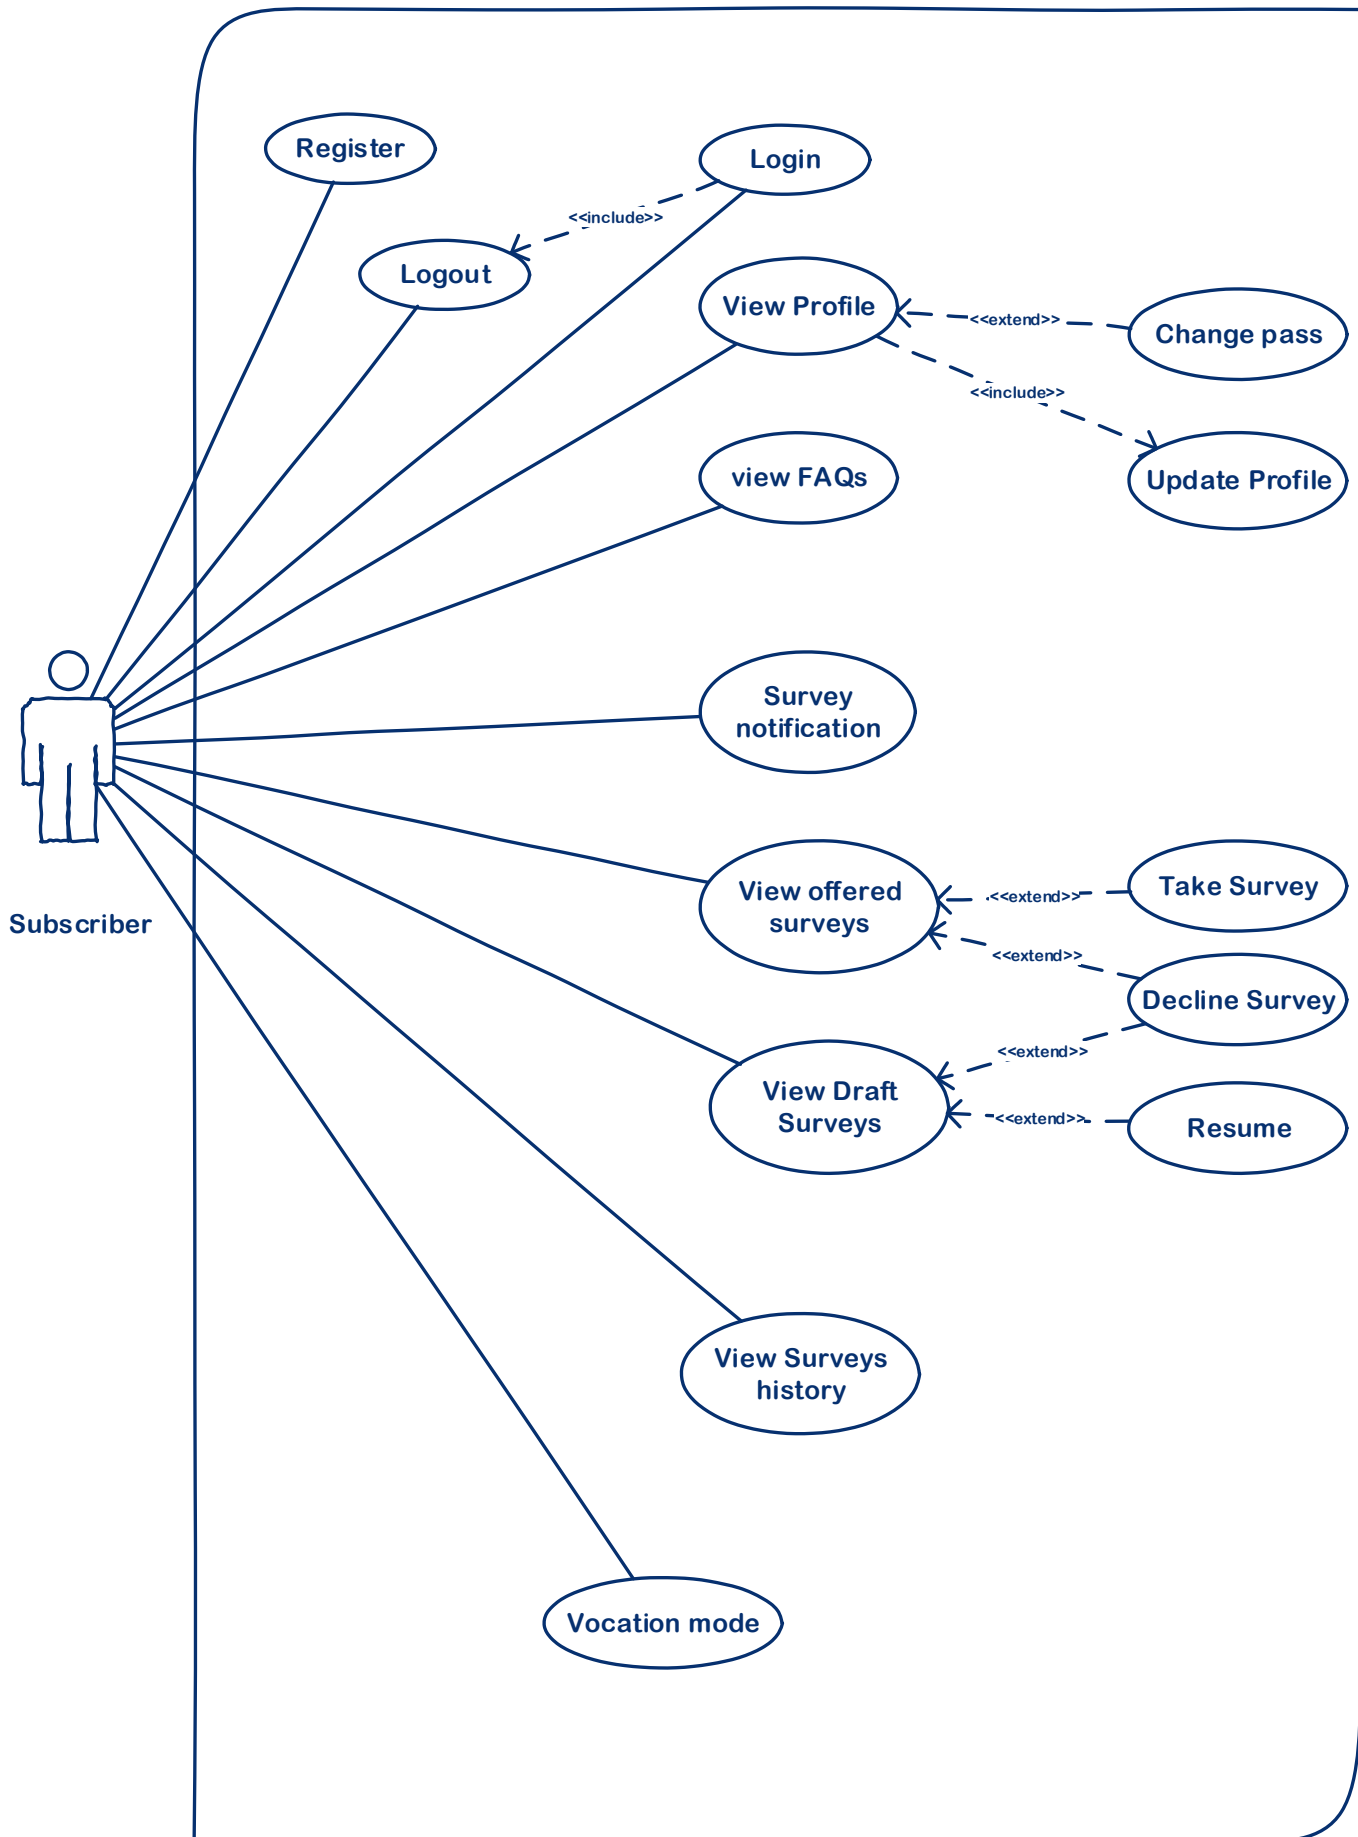 Register
Login
<<include>>
Logout
View Profile
<<extend>>
Change pass
<<include>>
view FAQs
Update Profile
Survey
notification
View offered
surveys
<<extend>>
Take Survey
Subscriber
<<extend>>
Decline Survey
<<extend>>
View Draft
Surveys
<<extend>>
Resume
View Surveys
history
Vocation mode